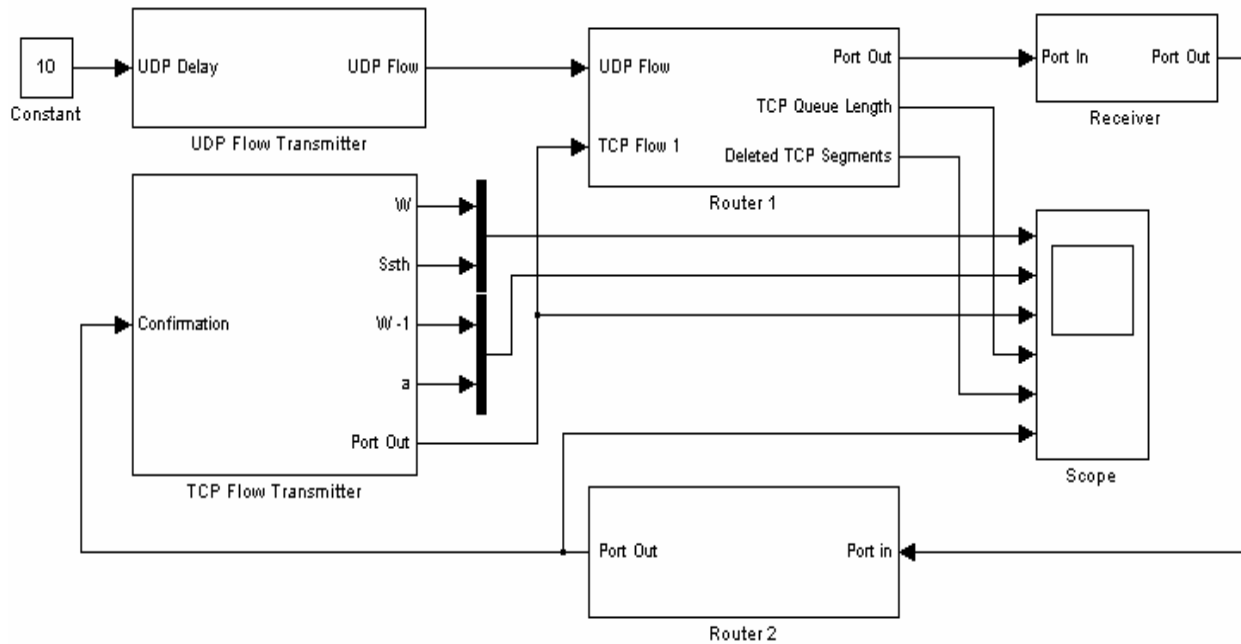 10
Constant
UDP Delay
UDP Flow
UDP Flow Transmitter
UDP Flow
TCP Flow 1
Port Out
TCP Queue Length
Deleted TCP Segments
Router 1
Port In
Port Out
Receiver
Confirmation
W
Ssth
W -1
a
Port Out
TCP Flow Transmitter
Scope
Port Out
Port in
Router 2